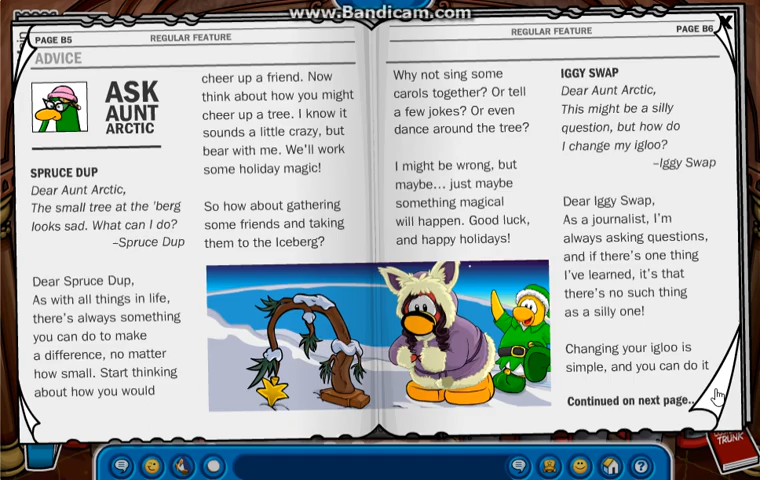 www.Bandicam.com
PAGE B5
REGULAR FEATURE
ADVICE
ASK
AUNT
ARCTIC
SPRUCE DUP
Dear Aunt Arctic,
The small tree at the 'berg
looks sad. What can I do?
–Spruce Dup
Dear Spruce Dup,
As with all things in life,
there's always something
you can do to make
a difference, no matter
how small. Start thinking
about how you would
cheer up a friend. Now
think about how you might
cheer up a tree. I know it
sounds a little crazy, but
bear with me. We'll work
some holiday magic!
So how about gathering
some friends and taking
them to the Iceberg?
REGULAR FEATURE
PAGE B6
Why not sing some
carols together? Or tell
a few jokes? Or even
dance around the tree?
I might be wrong, but
maybe... just maybe
something magical
will happen. Good luck,
and happy holidays!
IGGY SWAP
Dear Aunt Arctic,
This might be a silly
question, but how do
I change my igloo?
–Iggy Swap
Dear Iggy Swap,
As a journalist, I'm
always asking questions,
and if there's one thing
I've learned, it's that
there's no such thing
as a silly one!
Changing your igloo is
simple, and you can do it
Continued on next page..
TRUNK